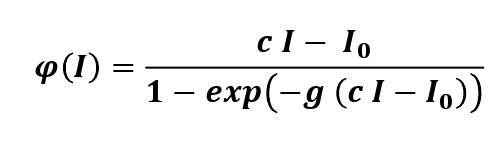 φ(I) = (c I − I₀) / (1 − exp(−g (c I − I₀)))